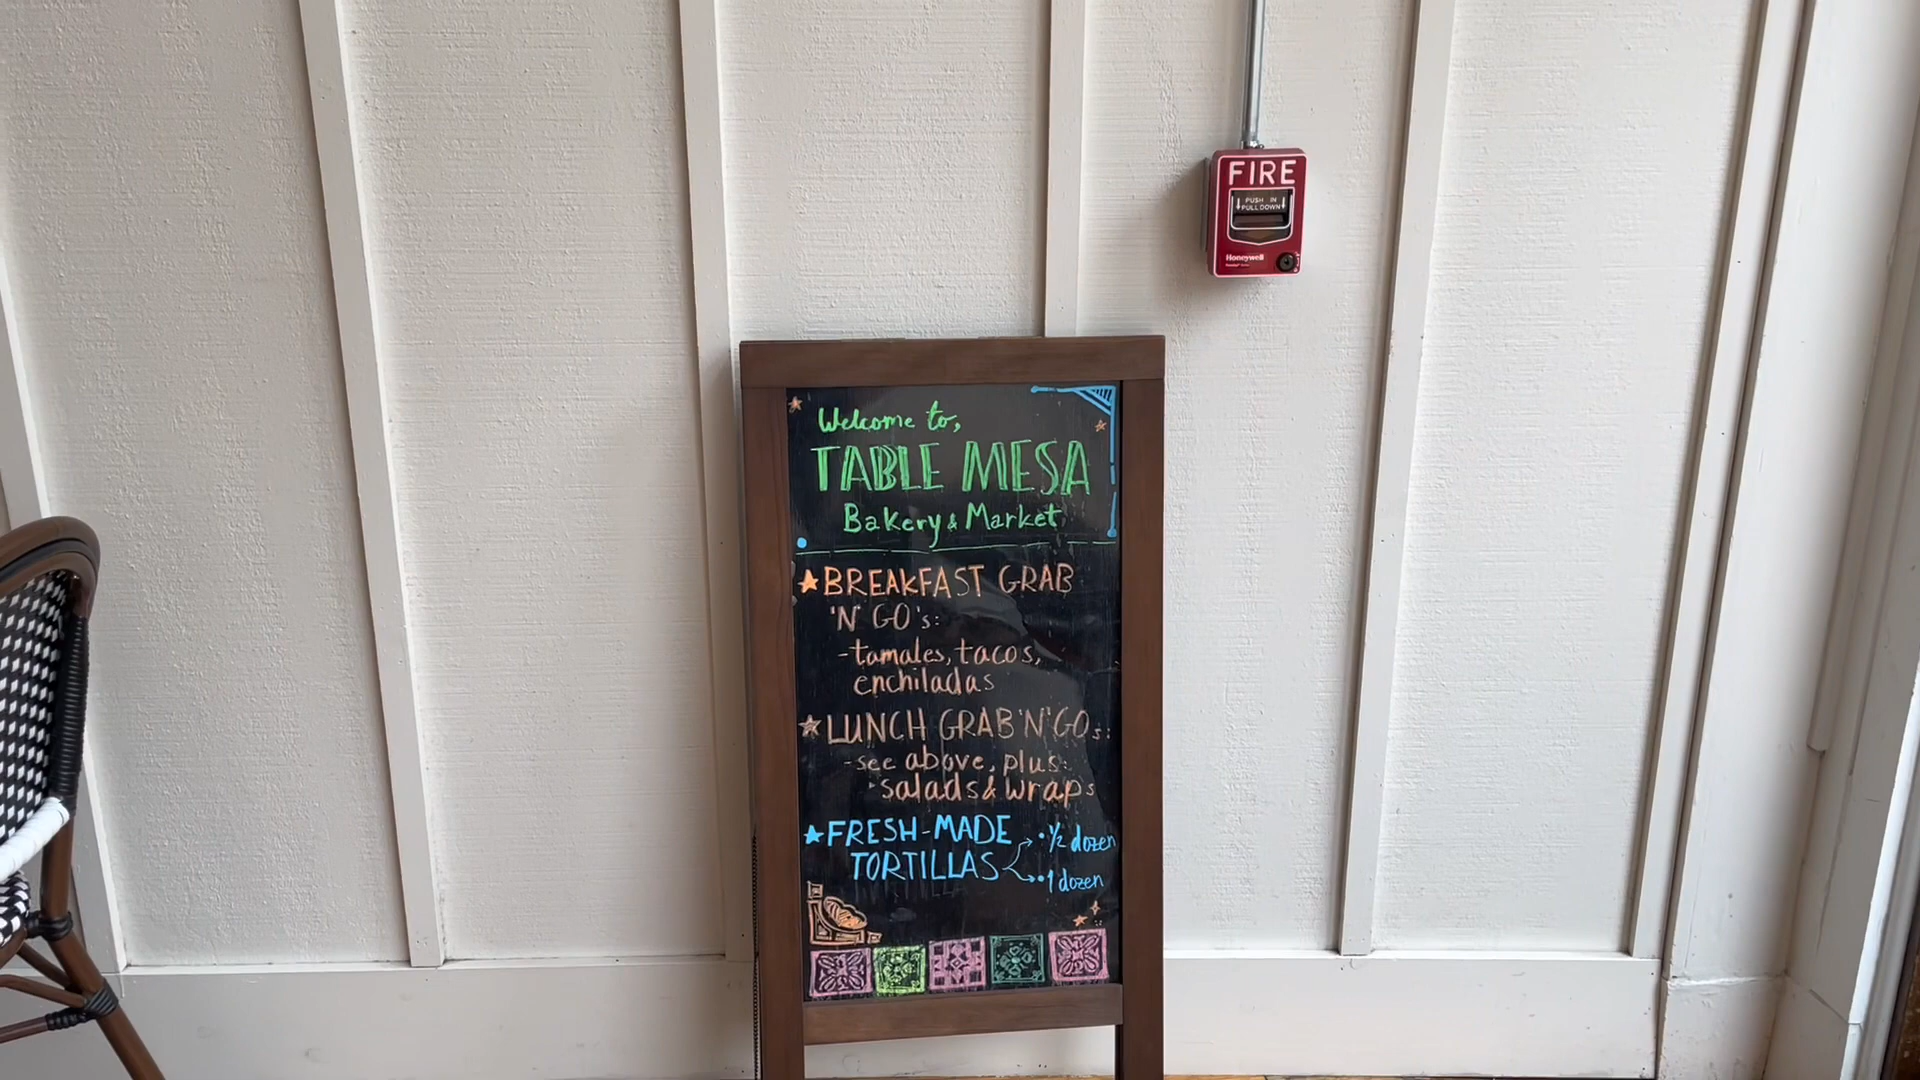 FIRE
PUSH IN
PULL DOWN
Honeywell
Welcome to,
TABLE MESA
Bakery & Market
BREAKFAST GRAB
'N' GO's:
-tamales, tacos,
enchiladas
LUNCH GRAB 'N' GOs:
-see above, plus:
·salads & wraps
FRESH-MADE
TORTILLAS
·½ dozen
·1 dozen